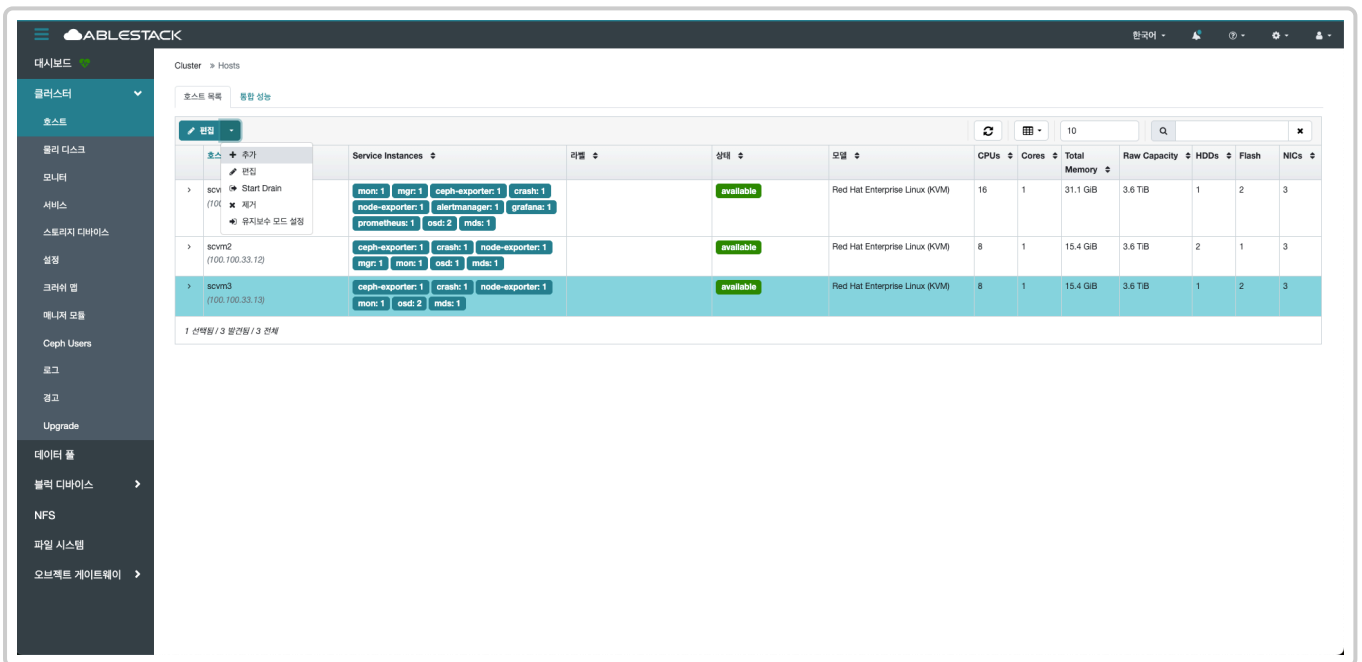 ABLESTACK
한국어
대시보드
클러스터
호스트
물리 디스크
모니터
서비스
스토리지 디바이스
설정
크러쉬 맵
매니저 모듈
Ceph Users
로그
경고
Upgrade
데이터 풀
블럭 디바이스
NFS
파일 시스템
오브젝트 게이트웨이
Cluster » Hosts
호스트 목록 통합 성능
편집 10
추가
편집
Start Drain
제거
유지보수 모드 설정
Service Instances 라벨 상태 모델 CPUs Cores Total Memory Raw Capacity HDDs Flash NICs
mon: 1 mgr: 1 ceph-exporter: 1 crash: 1 available Red Hat Enterprise Linux (KVM) 16 1 31.1 GiB 3.6 TiB 1 2 3
node-exporter: 1 alertmanager: 1 grafana: 1
prometheus: 1 osd: 2 mds: 1
scvm2 ceph-exporter: 1 crash: 1 node-exporter: 1 available Red Hat Enterprise Linux (KVM) 8 1 15.4 GiB 3.6 TiB 2 1 3
(100.100.33.12) mgr: 1 mon: 1 osd: 1 mds: 1
scvm3 ceph-exporter: 1 crash: 1 node-exporter: 1 available Red Hat Enterprise Linux (KVM) 8 1 15.4 GiB 3.6 TiB 1 2 3
(100.100.33.13) mon: 1 osd: 2 mds: 1
1 선택됨 / 3 발견됨 / 3 전체